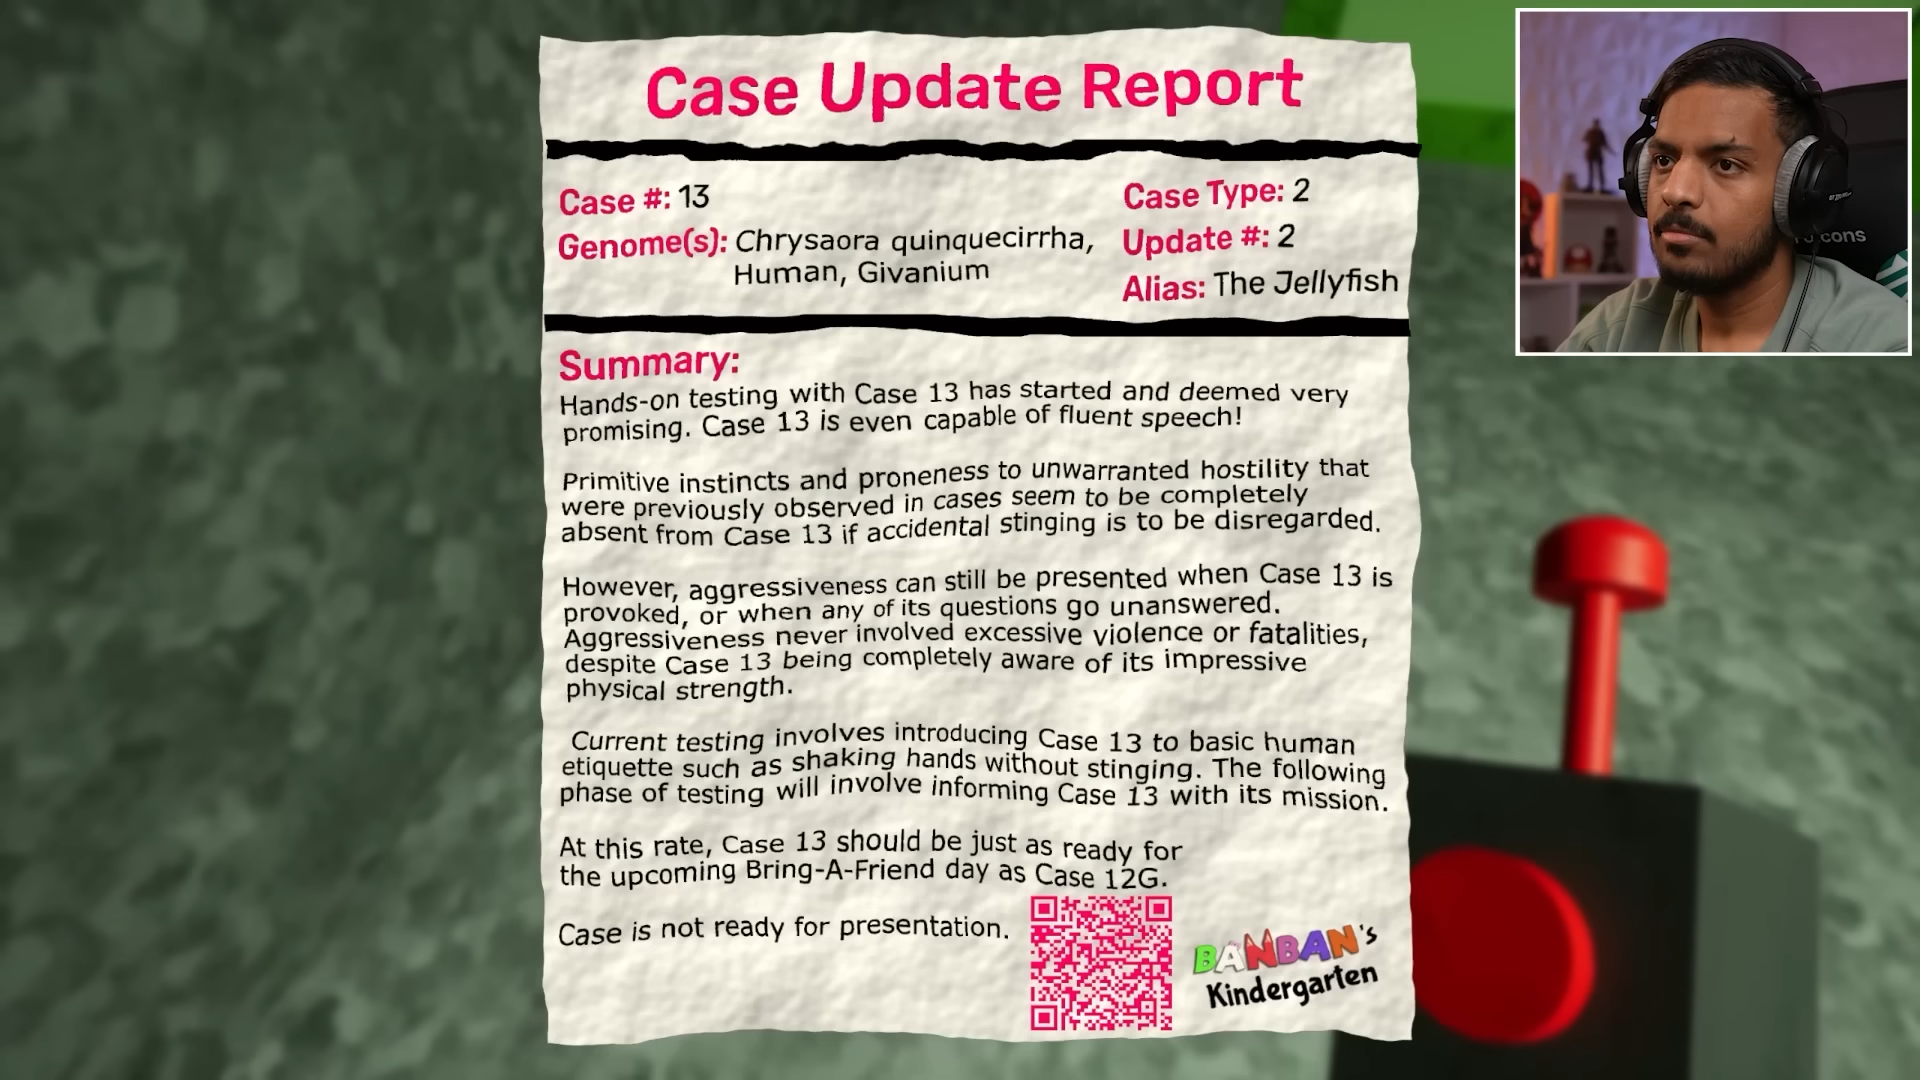 Case Update Report
Case #: 13
Case Type: 2
Genome(s): Chrysaora quinquecirrha,
Human, Givanium
Update #: 2
Alias: The Jellyfish
Summary:
Hands-on testing with Case 13 has started and deemed very
promising. Case 13 is even capable of fluent speech!
Primitive instincts and proneness to unwarranted hostility that
were previously observed in cases seem to be completely
absent from Case 13 if accidental stinging is to be disregarded.
However, aggressiveness can still be presented when Case 13 is
provoked, or when any of its questions go unanswered.
Aggressiveness never involved excessive violence or fatalities,
despite Case 13 being completely aware of its impressive
physical strength.
Current testing involves introducing Case 13 to basic human
etiquette such as shaking hands without stinging. The following
phase of testing will involve informing Case 13 with its mission.
At this rate, Case 13 should be just as ready for
the upcoming Bring-A-Friend day as Case 12G.
Case is not ready for presentation.
BANBAN's
Kindergarten